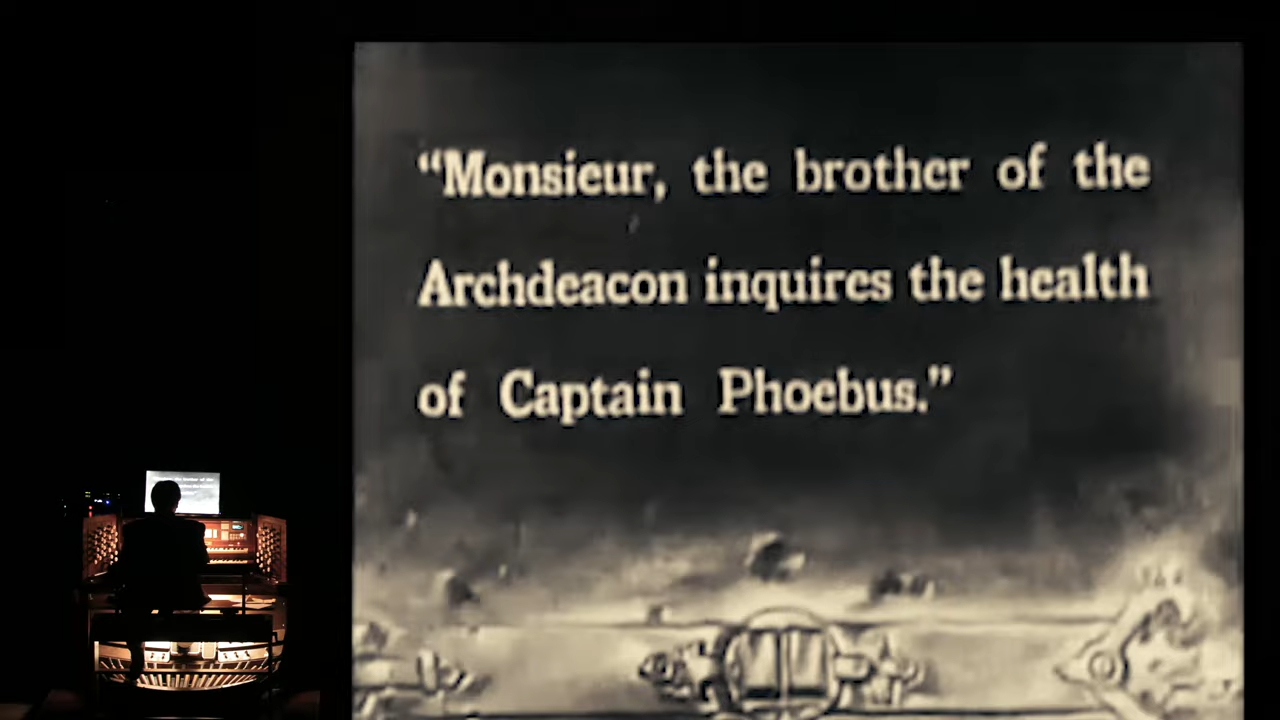 “Monsieur, the brother of the
Archdeacon inquires the health
of Captain Phoebus.”